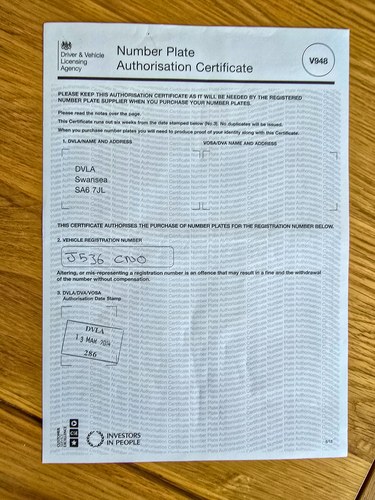 Driver & Vehicle
Licensing
Agency
Number Plate
Authorisation Certificate
V948
PLEASE KEEP THIS AUTHORISATION CERTIFICATE AS IT WILL BE NEEDED BY THE REGISTERED
NUMBER PLATE SUPPLIER WHEN YOU PURCHASE YOUR NUMBER PLATES.
Please read the notes over the page.
This Certificate runs out six weeks from the date stamped below (No.3). No duplicates will be issued.
When you purchase number plates you will need to produce proof of your identity along with this Certificate.
1. DVLA/NAME AND ADDRESS
VOSA/DVA NAME AND ADDRESS
DVLA
Swansea
SA6 7JL
THIS CERTIFICATE AUTHORISES THE PURCHASE OF NUMBER PLATES FOR THE REGISTRATION NUMBER BELOW.
2. VEHICLE REGISTRATION NUMBER
J536 CNO
Altering, or mis-representing a registration number is an offence that may result in a fine and the withdrawal
of the number without compensation.
3. DVLA/DVA/VOSA
Authorisation Date Stamp
DVLA
13 MAR 2014
286
CUSTOMER
SERVICE
EXCELLENCE
INVESTORS
IN PEOPLE